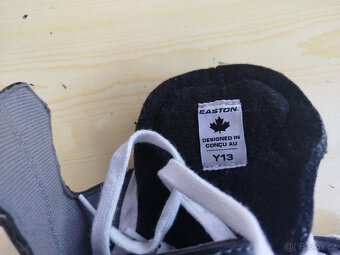 EASTON
DESIGNED IN
CONÇU AU
Y13